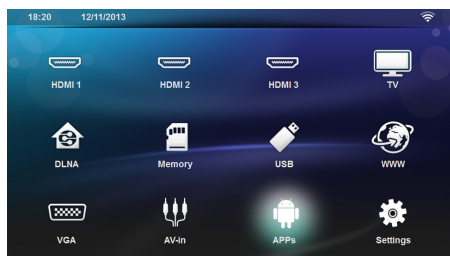 18:20 12/11/2013
HDMI 1 HDMI 2 HDMI 3 TV
DLNA Memory USB WWW
VGA AV-in APPs Settings